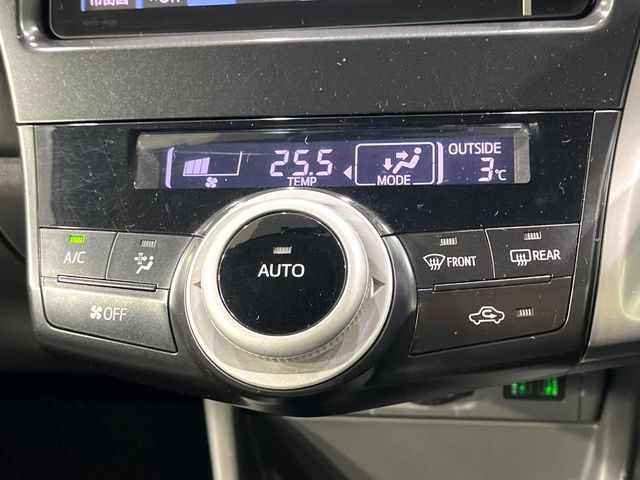 25.5
TEMP
MODE
OUTSIDE
3°C
A/C
AUTO
FRONT
REAR
OFF